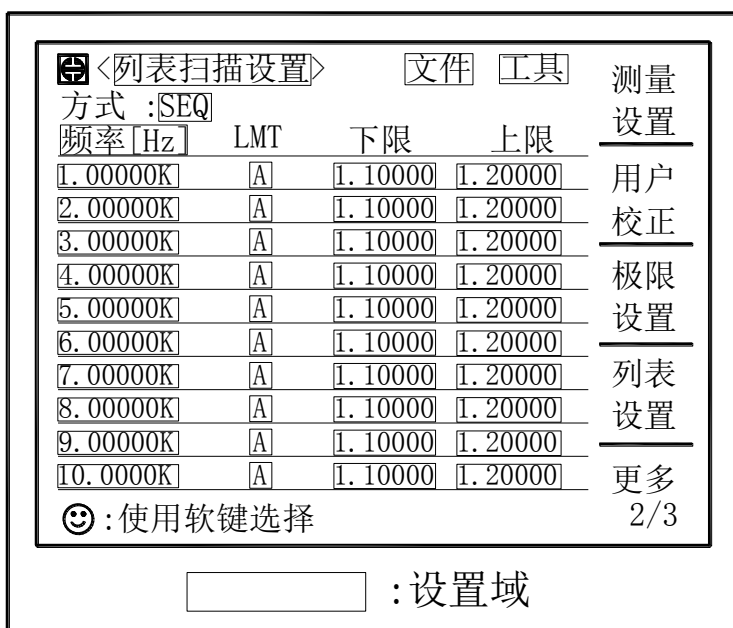 <列表扫描设置> 文件 工具
方式 :SEQ
频率[Hz] LMT 下限 上限
1.00000K A 1.10000 1.20000
2.00000K A 1.10000 1.20000
3.00000K A 1.10000 1.20000
4.00000K A 1.10000 1.20000
5.00000K A 1.10000 1.20000
6.00000K A 1.10000 1.20000
7.00000K A 1.10000 1.20000
8.00000K A 1.10000 1.20000
9.00000K A 1.10000 1.20000
10.0000K A 1.10000 1.20000
:使用软键选择
测量
设置
用户
校正
极限
设置
列表
设置
更多
2/3
:设置域